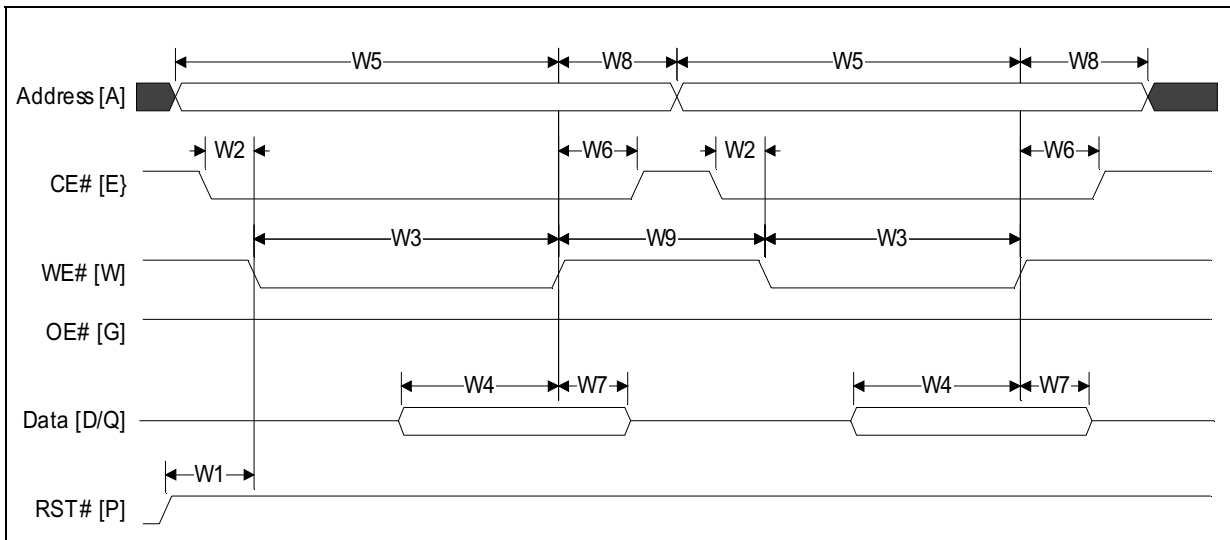 W5 W8 W5 W8
Address [A]
W2 W6 W2 W6
CE# [E}
W3 W9 W3
WE# [W]
OE# [G]
W4 W7 W4 W7
Data [D/Q]
W1
RST# [P]